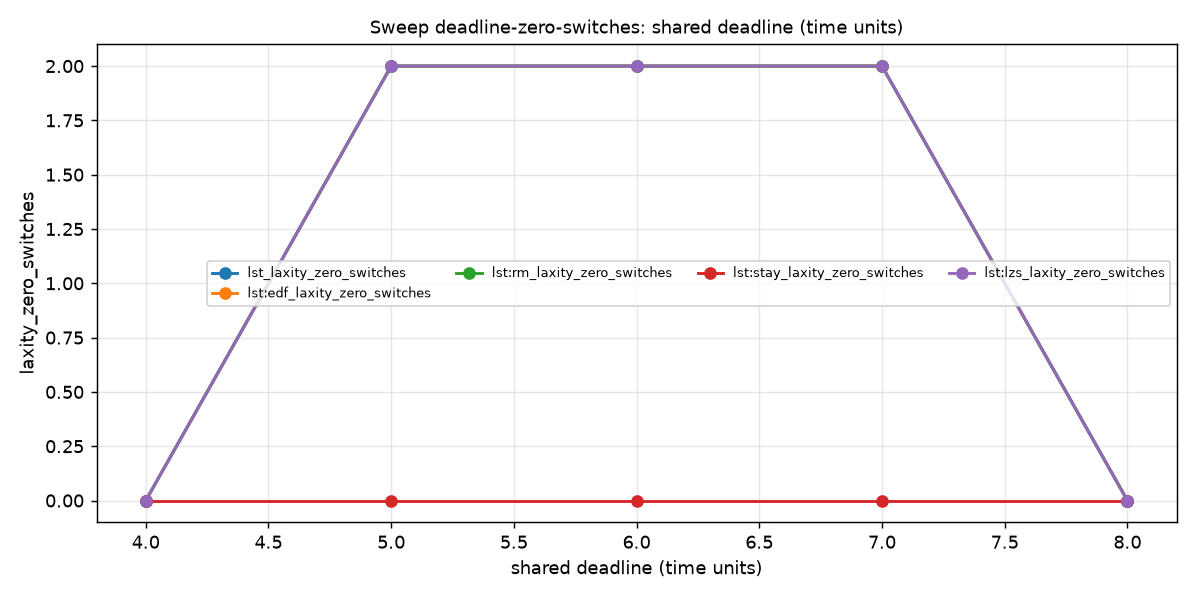 Sweep deadline-zero-switches: shared deadline (time units)
laxity_zero_switches
2.00
1.75
1.50
1.25
1.00
0.75
0.50
0.25
0.00
lst_laxity_zero_switches
lst:edf_laxity_zero_switches
lst:rm_laxity_zero_switches
lst:stay_laxity_zero_switches
lst:lzs_laxity_zero_switches
4.0 4.5 5.0 5.5 6.0 6.5 7.0 7.5 8.0
shared deadline (time units)